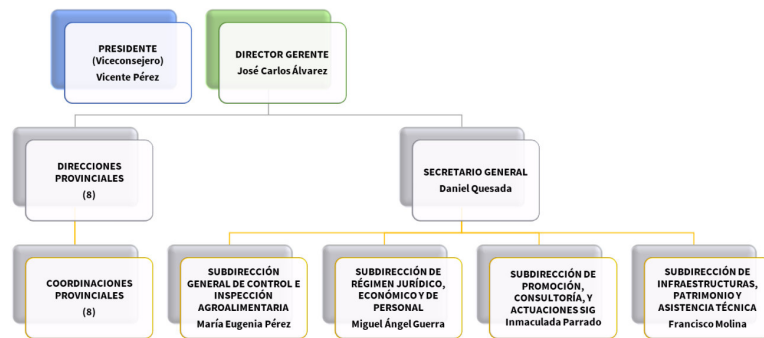 PRESIDENTE
(Viceconsejero)
Vicente Pérez
DIRECTOR GERENTE
José Carlos Álvarez
DIRECCIONES
PROVINCIALES
(8)
SECRETARIO GENERAL
Daniel Quesada
COORDINACIONES
PROVINCIALES
(8)
SUBDIRECCIÓN
GENERAL DE CONTROL E
INSPECCIÓN
AGROALIMENTARIA
María Eugenia Pérez
SUBDIRECCIÓN DE
RÉGIMEN JURÍDICO,
ECONÓMICO Y DE
PERSONAL
Miguel Ángel Guerra
SUBDIRECCIÓN DE
PROMOCIÓN,
CONSULTORÍA, Y
ACTUACIONES SIG
Inmaculada Parrado
SUBDIRECCIÓN DE
INFRAESTRUCTURAS,
PATRIMONIO Y
ASISTENCIA TÉCNICA
Francisco Molina